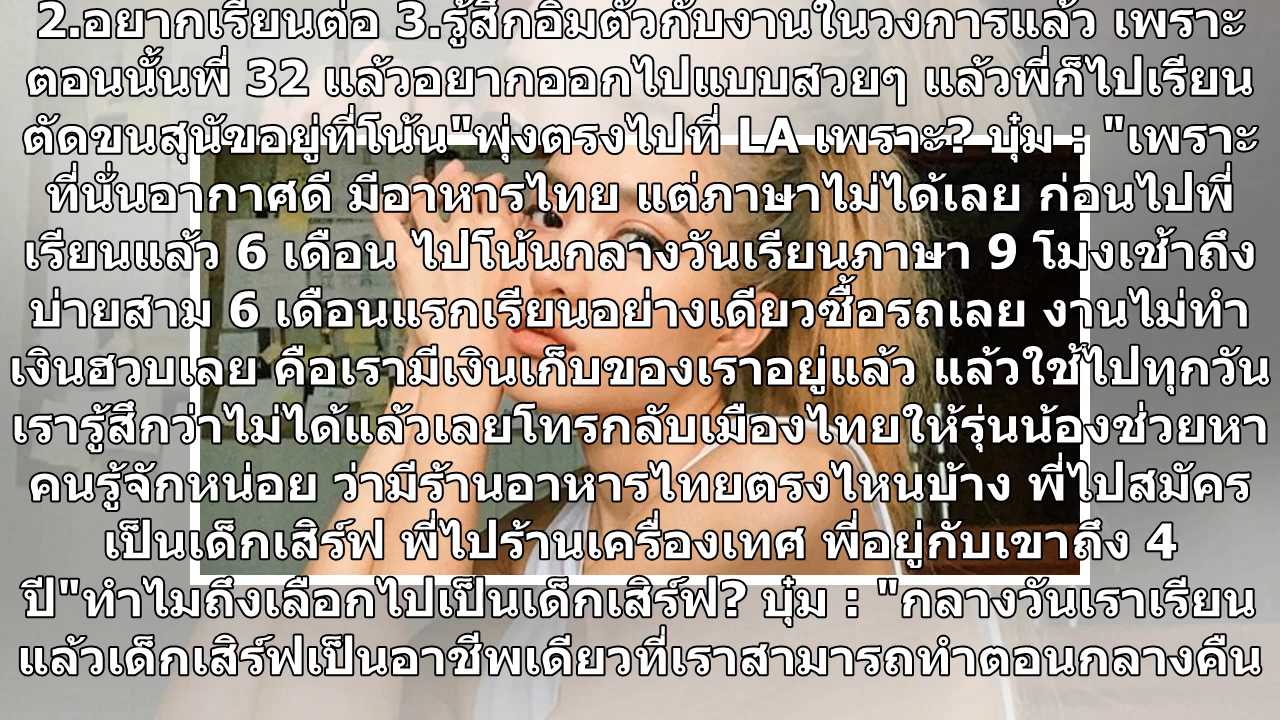 2.อยากเรียนต่อ 3.รู้สึกอิ่มตัวกับงานในวงการแล้ว เพราะ
ตอนนั้นพี่ 32 แล้วอยากออกไปแบบสวยๆ แล้วพี่ก็ไปเรียน
ตัดขนสุนัขอยู่ที่โน้น"พุ่งตรงไปที่ LA เพราะ? บุ๋ม : "เพราะ
ที่นั่นอากาศดี มีอาหารไทย แต่ภาษาไม่ได้เลย ก่อนไปพี่
เรียนแล้ว 6 เดือน ไปโน้นกลางวันเรียนภาษา 9 โมงเช้าถึง
บ่ายสาม 6 เดือนแรกเรียนอย่างเดียวซื้อรถเลย งานไม่ทำ
เงินฮวบเลย คือเรามีเงินเก็บของเราอยู่แล้ว แล้วใช้ไปทุกวัน
เรารู้สึกว่าไม่ได้แล้วเลยโทรกลับเมืองไทยให้รุ่นน้องช่วยหา
คนรู้จักหน่อย ว่ามีร้านอาหารไทยตรงไหนบ้าง พี่ไปสมัคร
เป็นเด็กเสิร์ฟ พี่ไปร้านเครื่องเทศ พี่อยู่กับเขาถึง 4
ปี"ทำไมถึงเลือกไปเป็นเด็กเสิร์ฟ? บุ๋ม : "กลางวันเราเรียน
แล้วเด็กเสิร์ฟเป็นอาชีพเดียวที่เราสามารถทำตอนกลางคืน